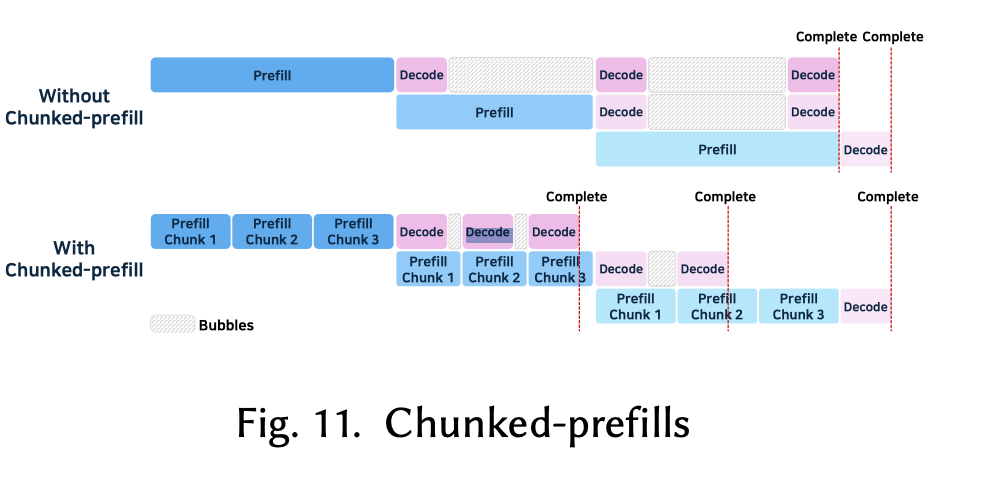 Complete Complete
Without
Chunked-prefill
Prefill Decode Decode Decode
Prefill Decode Decode
Prefill Decode
Complete Complete Complete
With
Chunked-prefill
Prefill Chunk 1 Prefill Chunk 2 Prefill Chunk 3 Decode Decode Decode
Prefill Chunk 1 Prefill Chunk 2 Prefill Chunk 3 Decode Decode
Prefill Chunk 1 Prefill Chunk 2 Prefill Chunk 3 Decode
Bubbles
Fig. 11. Chunked-prefills